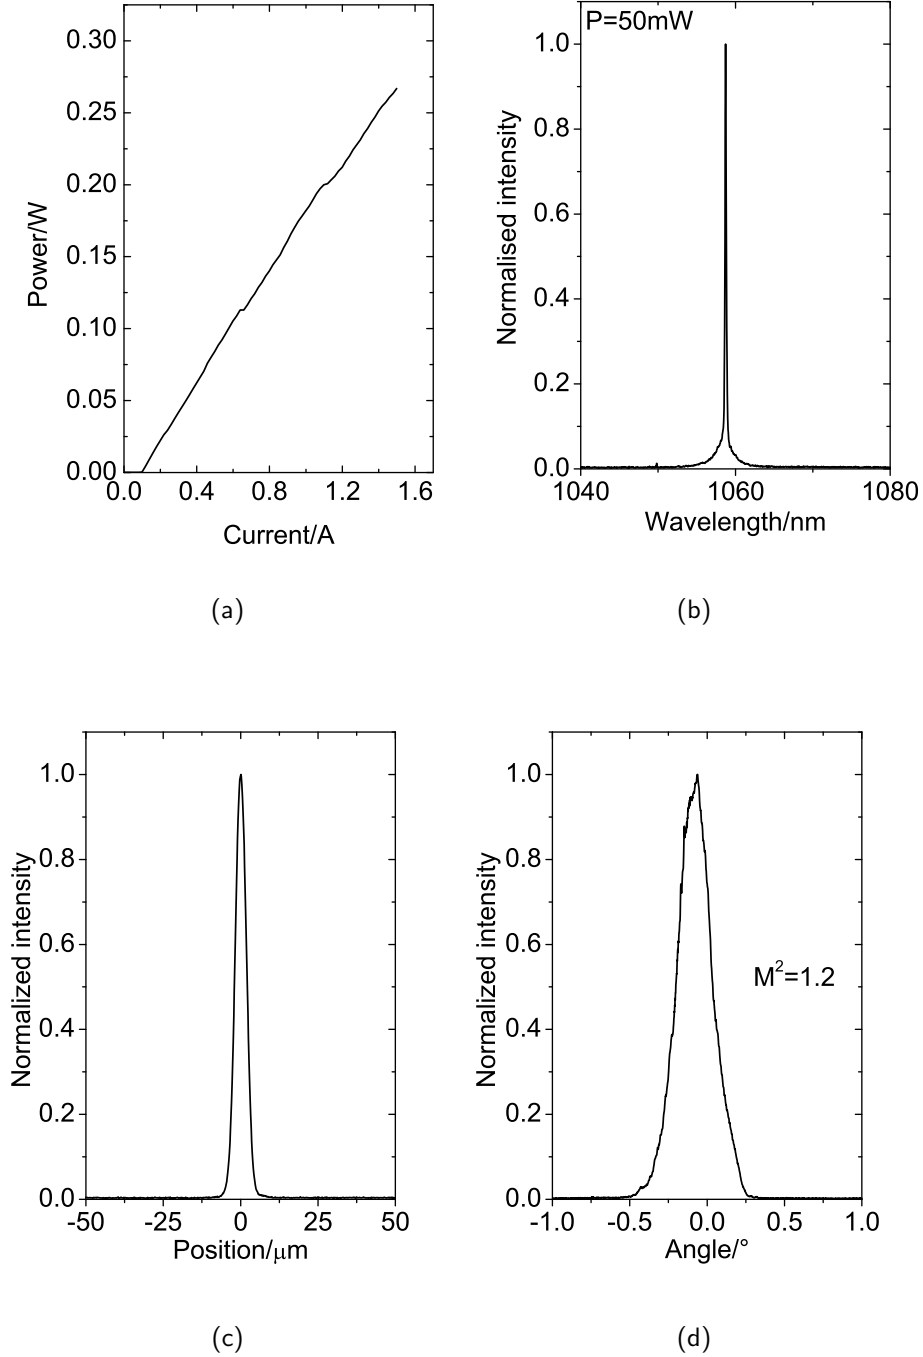 0.30
0.25
0.20
0.15
0.10
0.05
0.00
Power/W
0.0 0.4 0.8 1.2 1.6
Current/A
(a)
P=50mW
1.0
0.8
0.6
0.4
0.2
0.0
Normalised intensity
1040 1060 1080
Wavelength/nm
(b)
1.0
0.8
0.6
0.4
0.2
0.0
Normalized intensity
-50 -25 0 25 50
Position/μm
(c)
1.0
0.8
0.6
0.4
0.2
0.0
Normalized intensity
M²=1.2
-1.0 -0.5 0.0 0.5 1.0
Angle/°
(d)